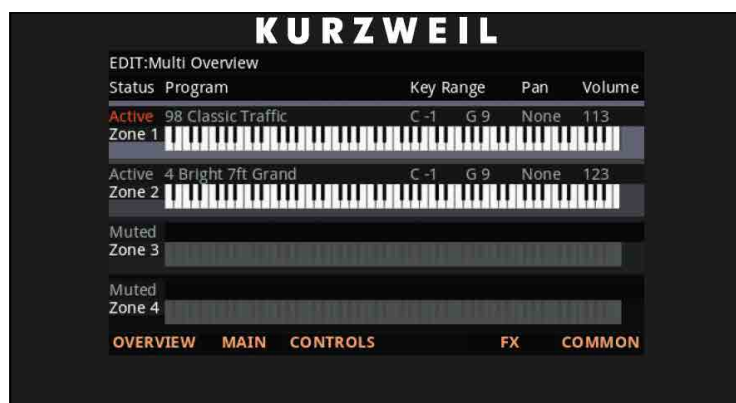 KURZWEIL
EDIT:Multi Overview
Status Program Key Range Pan Volume
Active 98 Classic Traffic C -1 G 9 None 113
Zone 1
Active 4 Bright 7ft Grand C -1 G 9 None 123
Zone 2
Muted
Zone 3
Muted
Zone 4
OVERVIEW MAIN CONTROLS FX COMMON